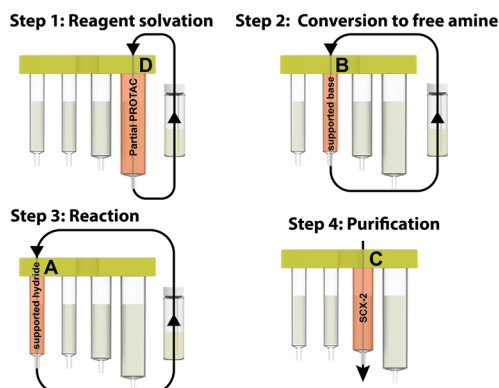 Step 1: Reagent solvation
D
Partial PROTAC
Step 2: Conversion to free amine
B
supported base
Step 3: Reaction
A
supported hydride
Step 4: Purification
C
SCX-2